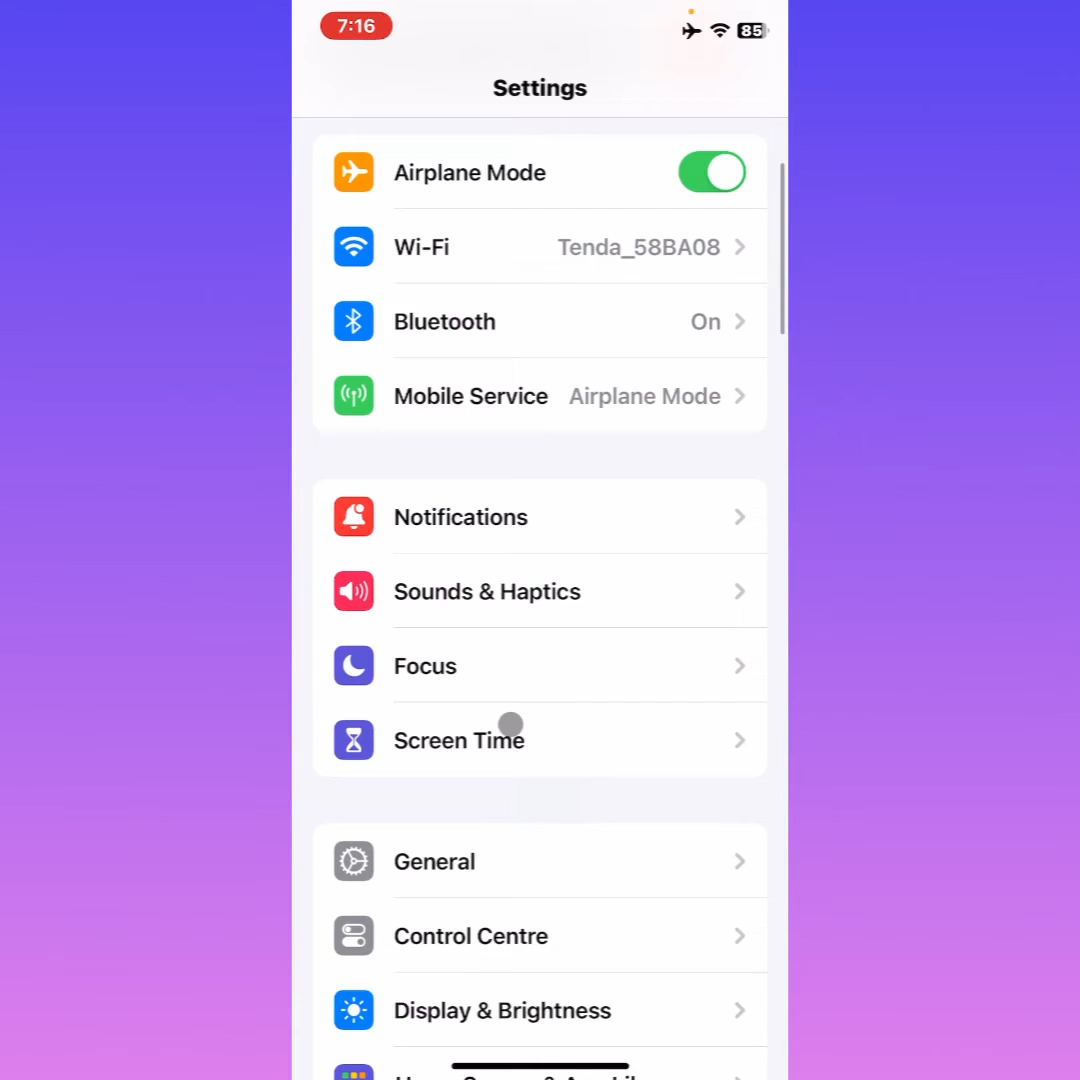 7:16
85
Settings
Airplane Mode
Wi-Fi Tenda_58BA08
Bluetooth On
Mobile Service Airplane Mode
Notifications
Sounds & Haptics
Focus
Screen Time
General
Control Centre
Display & Brightness